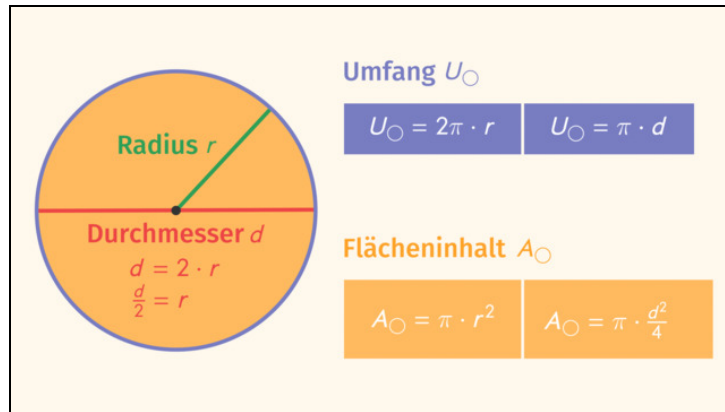 Radius r
Durchmesser d
d = 2 · r
d/2 = r
Umfang U○
U○ = 2π · r
U○ = π · d
Flächeninhalt A○
A○ = π · r²
A○ = π · d²/4